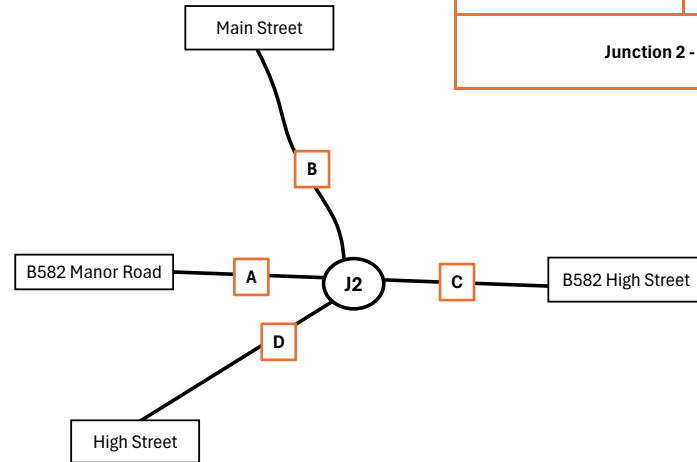 Main Street
Junction 2 -
B
B582 Manor Road
A
J2
C
B582 High Street
D
High Street